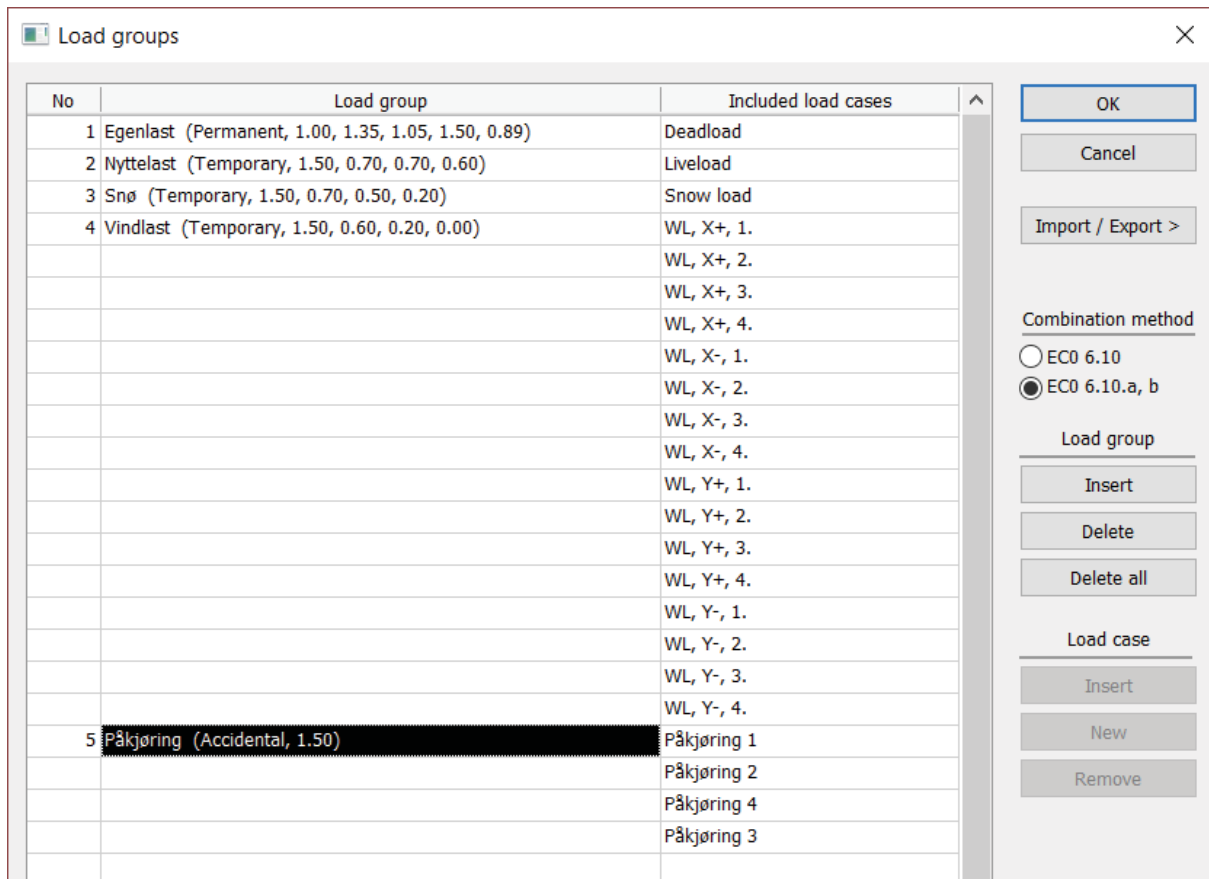 Load groups
No Load group Included load cases
1 Egenlast (Permanent, 1.00, 1.35, 1.05, 1.50, 0.89) Deadload
2 Nyttelast (Temporary, 1.50, 0.70, 0.70, 0.60) Liveload
3 Snø (Temporary, 1.50, 0.70, 0.50, 0.20) Snow load
4 Vindlast (Temporary, 1.50, 0.60, 0.20, 0.00) WL, X+, 1.
WL, X+, 2.
WL, X+, 3.
WL, X+, 4.
WL, X-, 1.
WL, X-, 2.
WL, X-, 3.
WL, X-, 4.
WL, Y+, 1.
WL, Y+, 2.
WL, Y+, 3.
WL, Y+, 4.
WL, Y-, 1.
WL, Y-, 2.
WL, Y-, 3.
WL, Y-, 4.
5 Påkjøring (Accidental, 1.50) Påkjøring 1
Påkjøring 2
Påkjøring 4
Påkjøring 3
OK
Cancel
Import / Export >
Combination method
EC0 6.10
EC0 6.10.a, b
Load group
Insert
Delete
Delete all
Load case
Insert
New
Remove